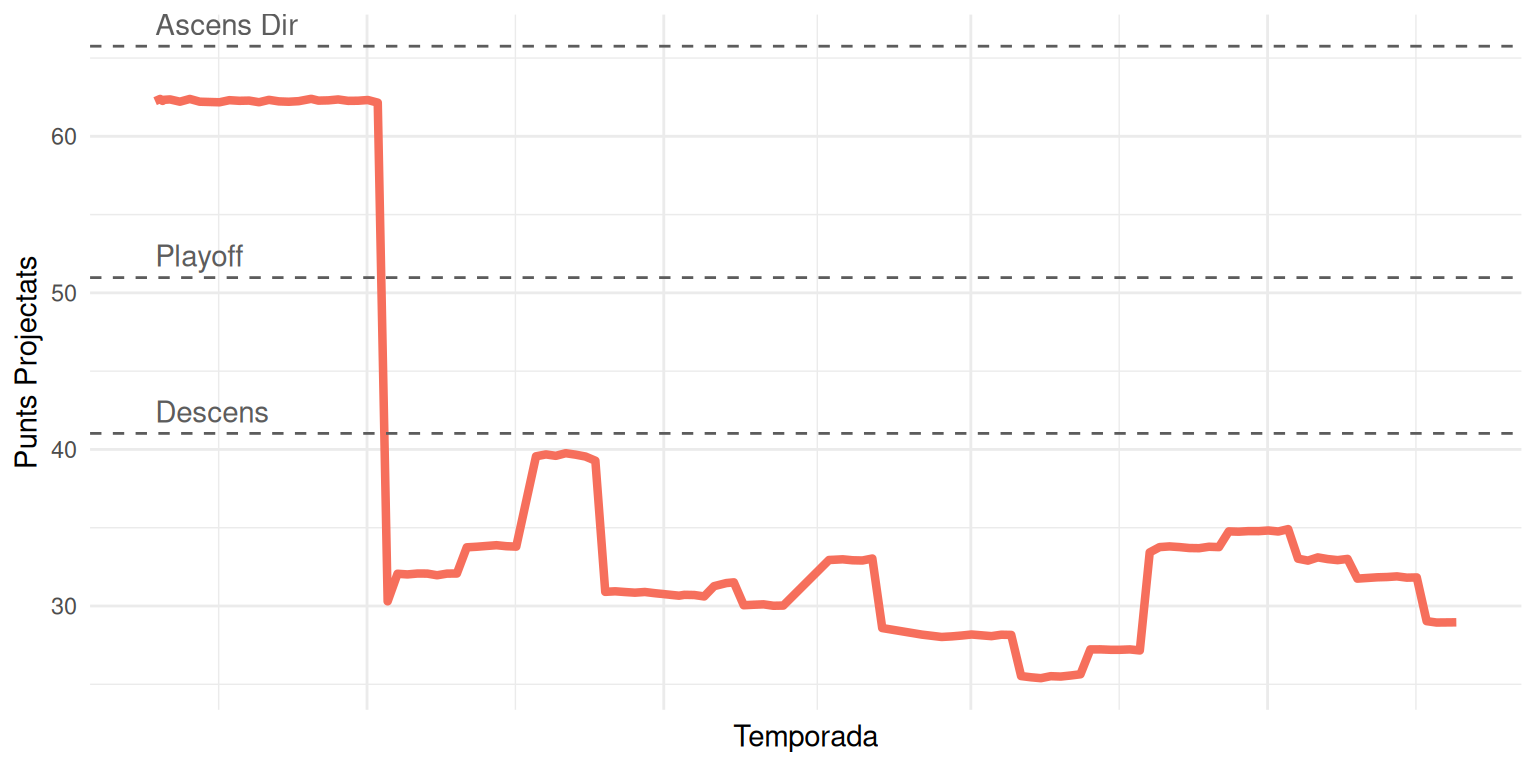 Ascens Dir
60
Playoff
50
Descens
40
30
Punts Projectats
Temporada